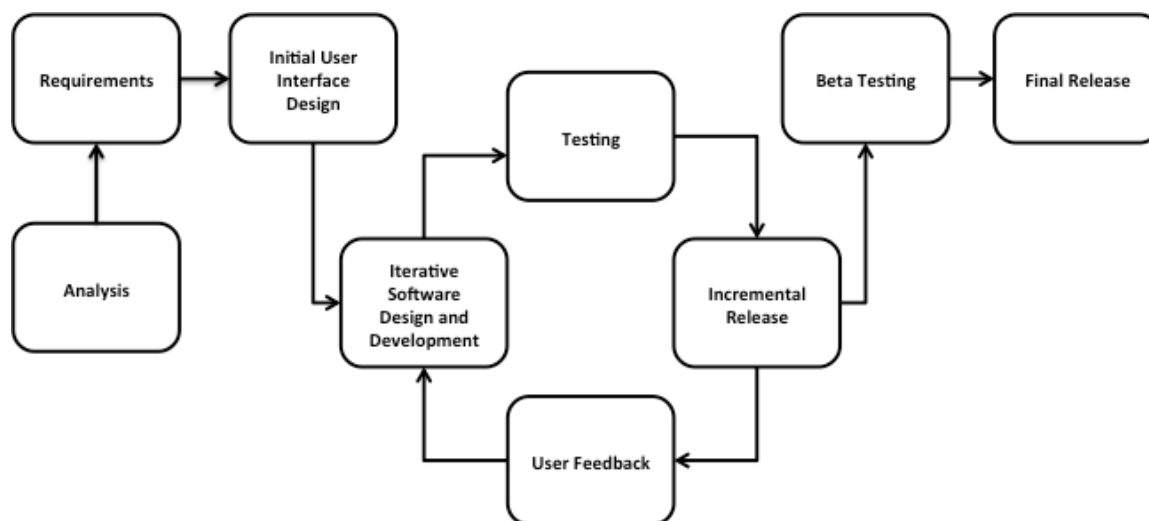 Requirements
Initial User
Interface
Design
Beta Testing
Final Release
Testing
Analysis
Iterative
Software
Design and
Development
Incremental
Release
User Feedback